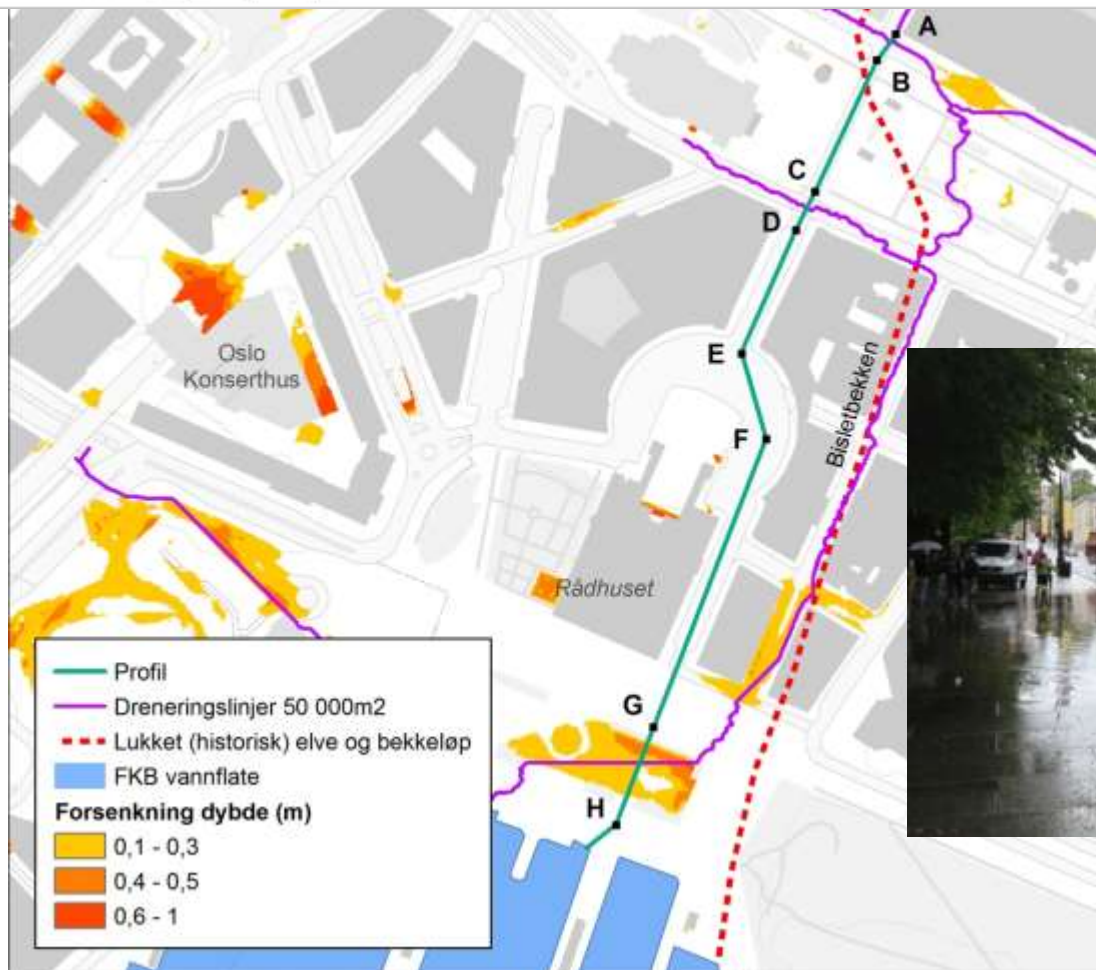 A
B
C
D
E
F
G
H
Oslo
Konserthus
Bisletbekken
Rådhuset
Profil
Dreneringslinjer 50 000m2
Lukket (historisk) elve og bekkeløp
FKB vannflate
Forsenkning dybde (m)
0,1 - 0,3
0,4 - 0,5
0,6 - 1